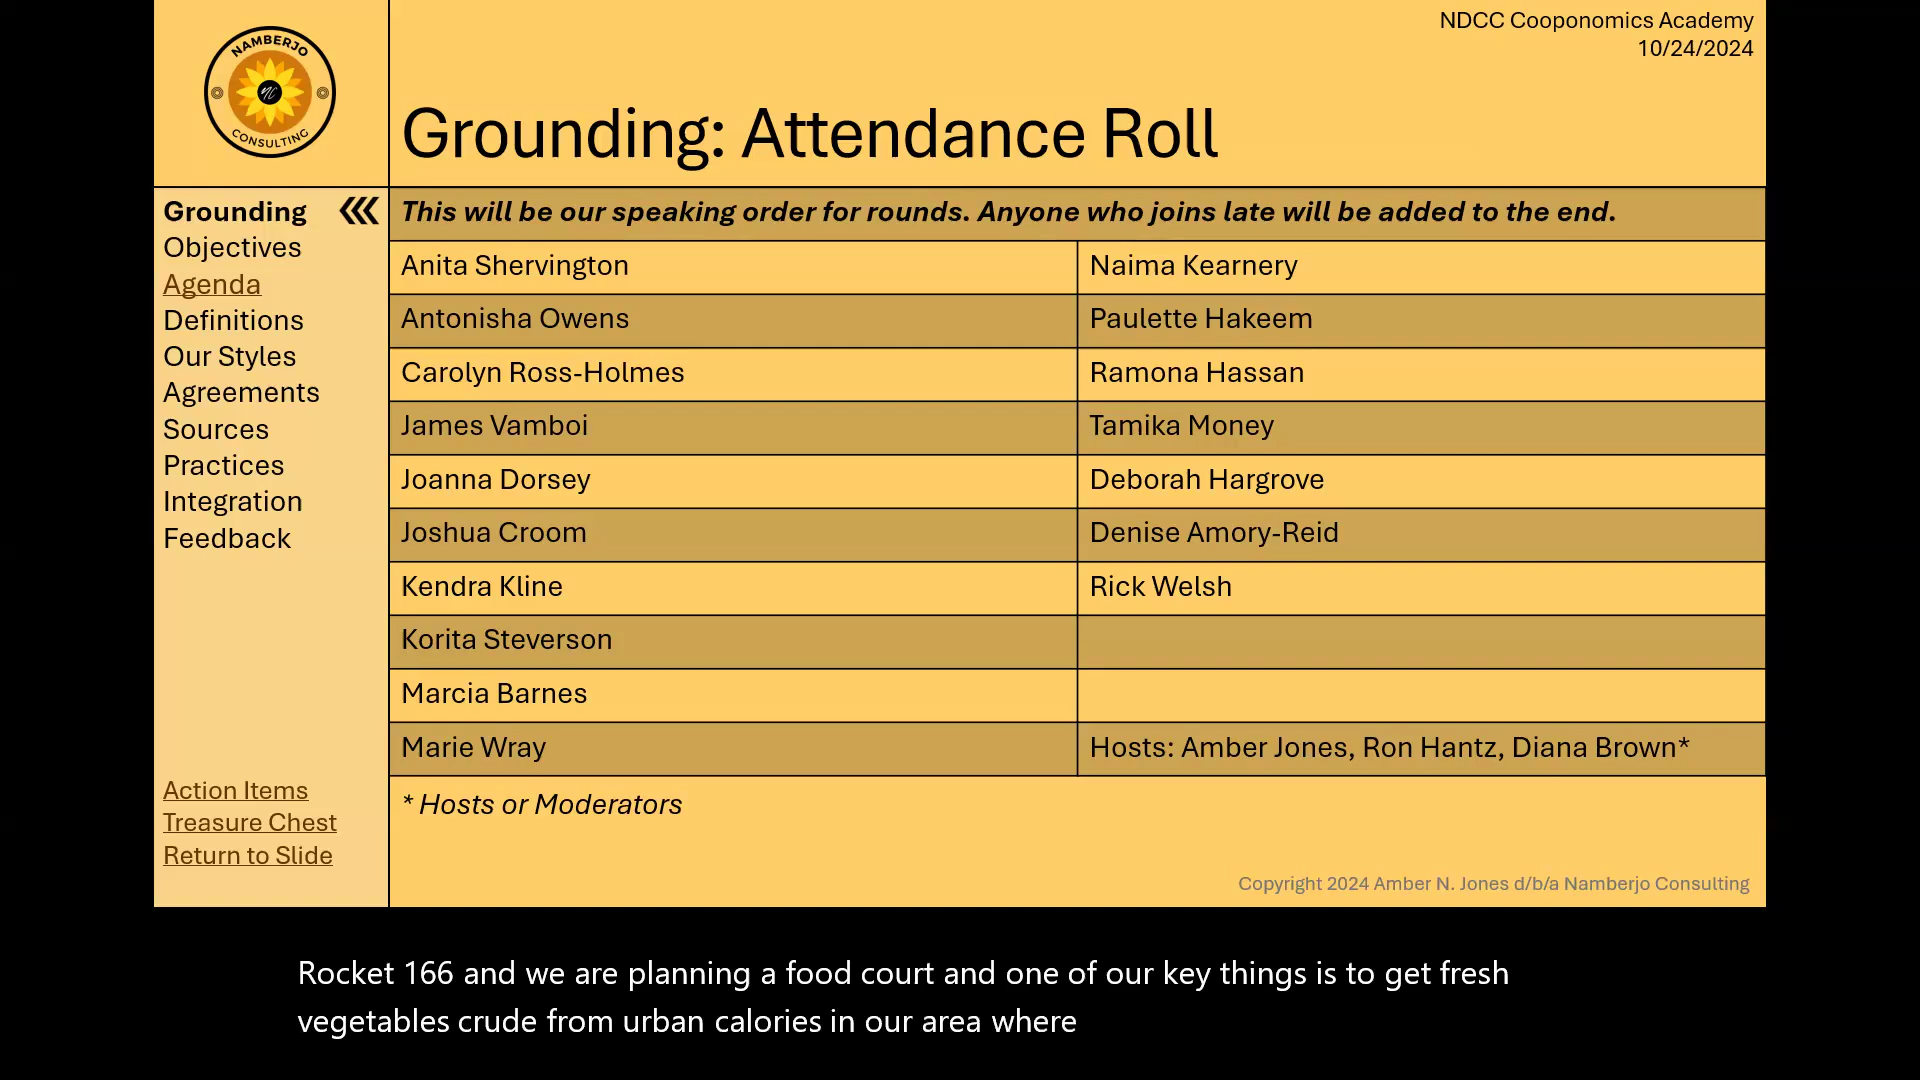 NAMBERJO
CONSULTING
NDCC Cooponomics Academy
10/24/2024
Grounding: Attendance Roll
Grounding
Objectives
Agenda
Definitions
Our Styles
Agreements
Sources
Practices
Integration
Feedback
Action Items
Treasure Chest
Return to Slide
This will be our speaking order for rounds. Anyone who joins late will be added to the end.
Anita Shervington
Naima Kearnery
Antonisha Owens
Paulette Hakeem
Carolyn Ross-Holmes
Ramona Hassan
James Vamboi
Tamika Money
Joanna Dorsey
Deborah Hargrove
Joshua Croom
Denise Amory-Reid
Kendra Kline
Rick Welsh
Korita Steverson
Marcia Barnes
Marie Wray
Hosts: Amber Jones, Ron Hantz, Diana Brown*
* Hosts or Moderators
Copyright 2024 Amber N. Jones d/b/a Namberjo Consulting
Rocket 166 and we are planning a food court and one of our key things is to get fresh
vegetables crude from urban calories in our area where